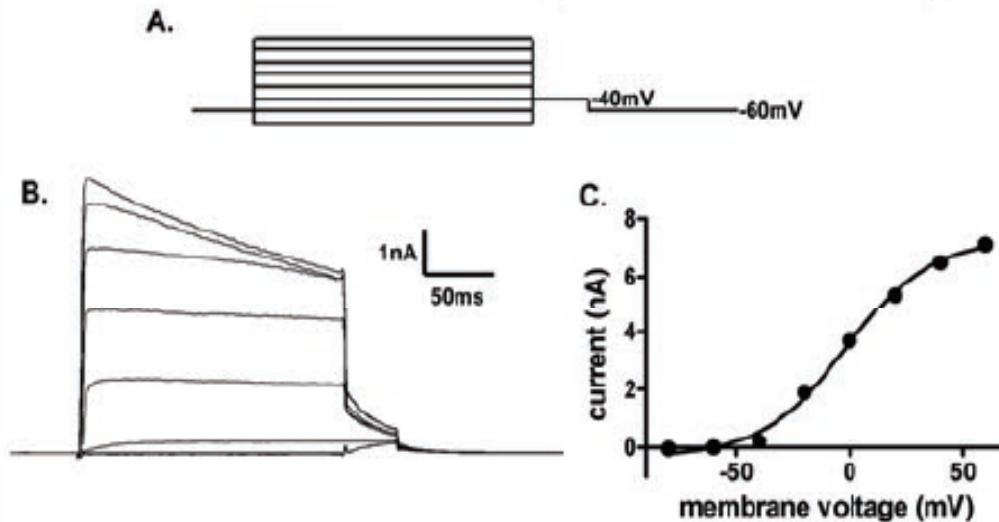 A.
-40mV
-60mV
B.
1nA
50ms
C.
current (nA)
8
6
4
2
0
-50
0
50
membrane voltage (mV)